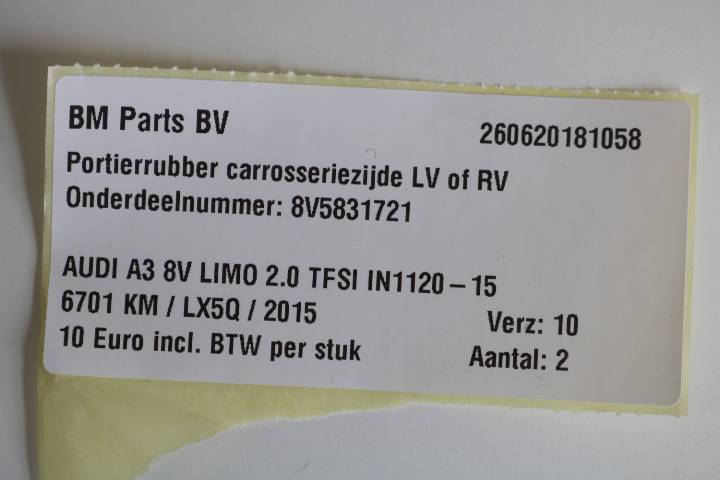 BM Parts BV 260620181058
Portierrubber carrosseriezijde LV of RV
Onderdeelnummer: 8V5831721
AUDI A3 8V LIMO 2.0 TFSI IN1120-15
6701 KM / LX5Q / 2015 Verz: 10
10 Euro incl. BTW per stuk Aantal: 2